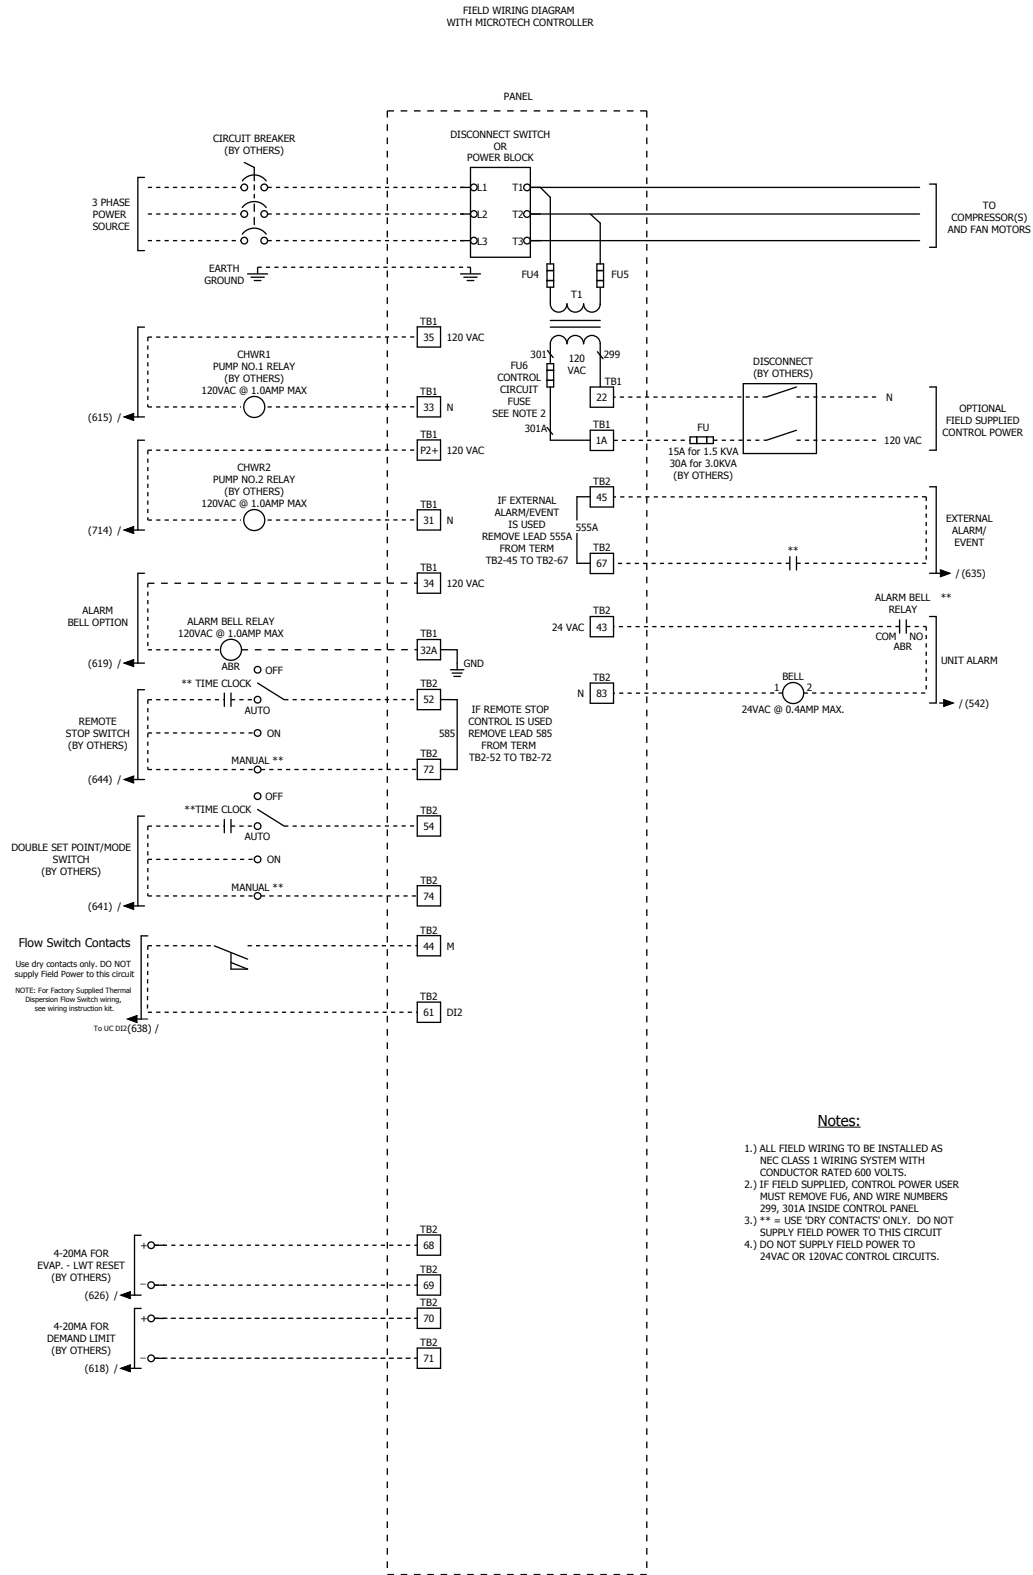 FIELD WIRING DIAGRAM
WITH MICROTECH CONTROLLER
PANEL
CIRCUIT BREAKER
(BY OTHERS)
DISCONNECT SWITCH
OR
POWER BLOCK
3 PHASE
POWER
SOURCE
L1
T1
L2
T2
L3
T3
TO
COMPRESSOR(S)
AND FAN MOTORS
EARTH
GROUND
FU4
FU5
T1
TB1
35
120 VAC
CHWR1
PUMP NO.1 RELAY
(BY OTHERS)
120VAC @ 1.0AMP MAX
TB1
33
N
(615) /
301
120
VAC
299
FU6
CONTROL
CIRCUIT
FUSE
SEE NOTE 2
301A
TB1
22
TB1
1A
DISCONNECT
(BY OTHERS)
N
FU
15A for 1.5 KVA
30A for 3.0KVA
(BY OTHERS)
120 VAC
OPTIONAL
FIELD SUPPLIED
CONTROL POWER
TB1
P2+
120 VAC
CHWR2
PUMP NO.2 RELAY
(BY OTHERS)
120VAC @ 1.0AMP MAX
TB1
31
N
(714) /
TB2
45
IF EXTERNAL
ALARM/EVENT
IS USED
REMOVE LEAD 555A
FROM TERM
TB2-45 TO TB2-67
555A
TB2
67
**
EXTERNAL
ALARM/
EVENT
/ (635)
TB1
34
120 VAC
ALARM
BELL OPTION
ALARM BELL RELAY
120VAC @ 1.0AMP MAX
ABR
TB1
32A
GND
(619) /
ALARM BELL **
RELAY
TB2
24 VAC
43
COM
NO
ABR
TB2
N
83
BELL
1
2
24VAC @ 0.4AMP MAX.
UNIT ALARM
/ (542)
OFF
** TIME CLOCK
AUTO
TB2
52
REMOTE
STOP SWITCH
(BY OTHERS)
ON
MANUAL **
TB2
72
585
IF REMOTE STOP
CONTROL IS USED
REMOVE LEAD 585
FROM TERM
TB2-52 TO TB2-72
(644) /
OFF
**TIME CLOCK
AUTO
TB2
54
DOUBLE SET POINT/MODE
SWITCH
(BY OTHERS)
ON
MANUAL **
TB2
74
(641) /
Flow Switch Contacts
TB2
44
M
Use dry contacts only. DO NOT
supply Field Power to this circuit
NOTE: For Factory Supplied Thermal
Dispersion Flow Switch wiring,
see wiring instruction kit.
TB2
61
DI2
To UC DI2(638) /
Notes:
1.) ALL FIELD WIRING TO BE INSTALLED AS
NEC CLASS 1 WIRING SYSTEM WITH
CONDUCTOR RATED 600 VOLTS.
2.) IF FIELD SUPPLIED, CONTROL POWER USER
MUST REMOVE FU6, AND WIRE NUMBERS
299, 301A INSIDE CONTROL PANEL
3.) ** = USE 'DRY CONTACTS' ONLY.  DO NOT
SUPPLY FIELD POWER TO THIS CIRCUIT
4.) DO NOT SUPPLY FIELD POWER TO
24VAC OR 120VAC CONTROL CIRCUITS.
4-20MA FOR
EVAP. - LWT RESET
(BY OTHERS)
+
TB2
68
−
TB2
69
(626) /
4-20MA FOR
DEMAND LIMIT
(BY OTHERS)
+
TB2
70
−
TB2
71
(618) /